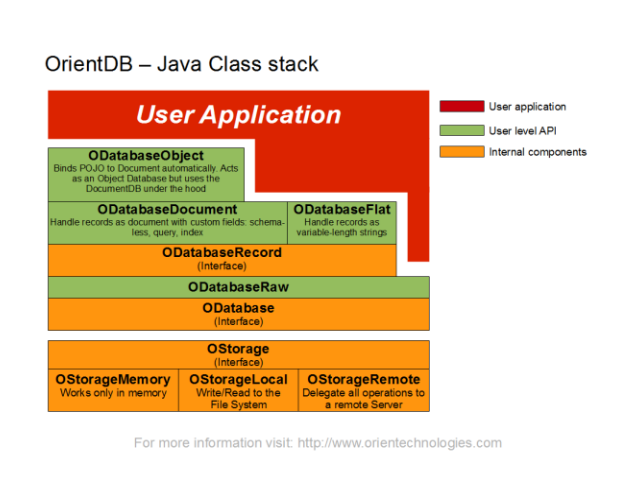 OrientDB – Java Class stack
User Application
User application
User level API
Internal components
ODatabaseObject
Binds POJO to Document automatically. Acts
as an Object Database but uses the
DocumentDB under the hood
ODatabaseDocument
Handle records as document with custom fields: schema-
less, query, index
ODatabaseFlat
Handle records as
variable-length strings
ODatabaseRecord
(Interface)
ODatabaseRaw
ODatabase
(Interface)
OStorage
(Interface)
OStorageMemory
Works only in memory
OStorageLocal
Write/Read to the
File System
OStorageRemote
Delegate all operations to
a remote Server
For more information visit: http://www.orientechnologies.com